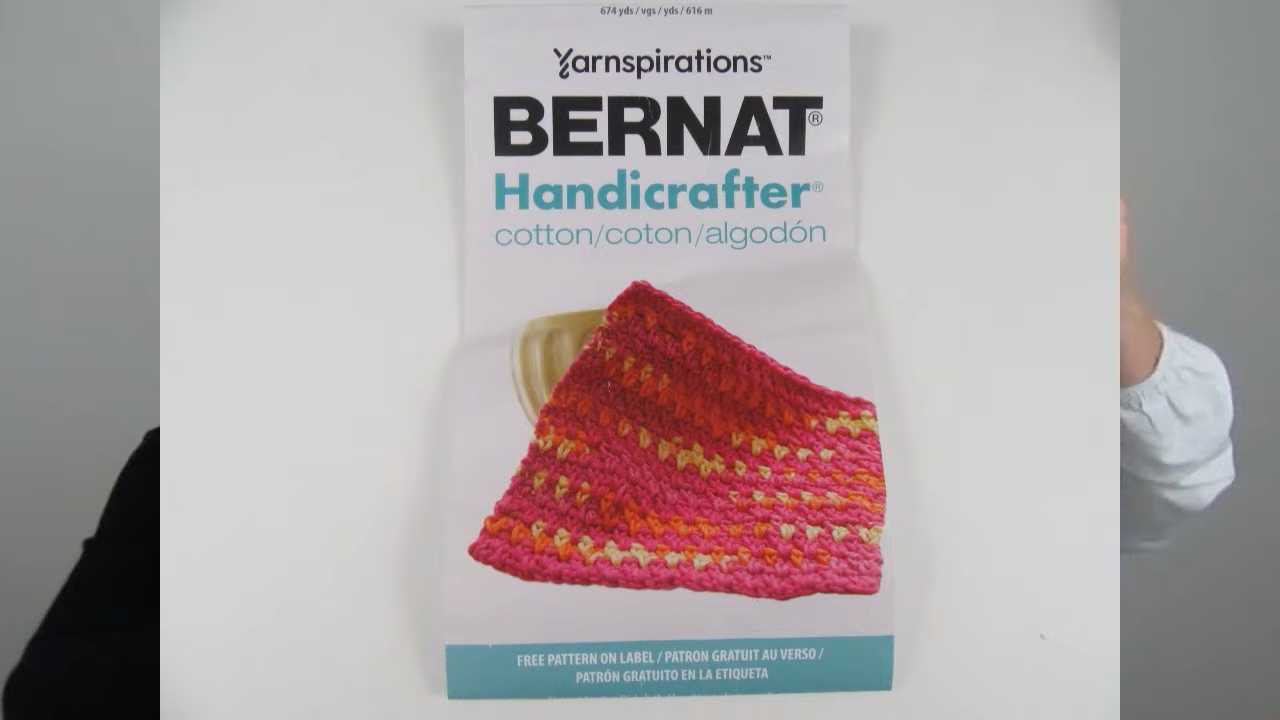 674 yds / vgs / yds / 616 m
Yarnspirations™
BERNAT®
Handicrafter®
cotton/coton/algodón
FREE PATTERN ON LABEL / PATRON GRATUIT AU VERSO /
PATRÓN GRATUITO EN LA ETIQUETA